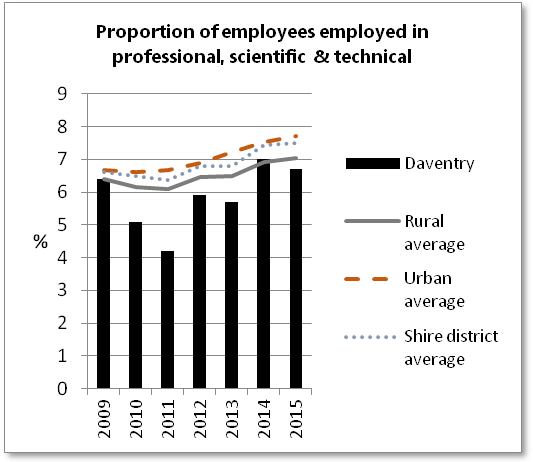 Proportion of employees employed in
professional, scientific & technical
9
8
7
6
5
4
3
2
1
0
%
2009
2010
2011
2012
2013
2014
2015
Daventry
Rural
average
Urban
average
Shire district
average